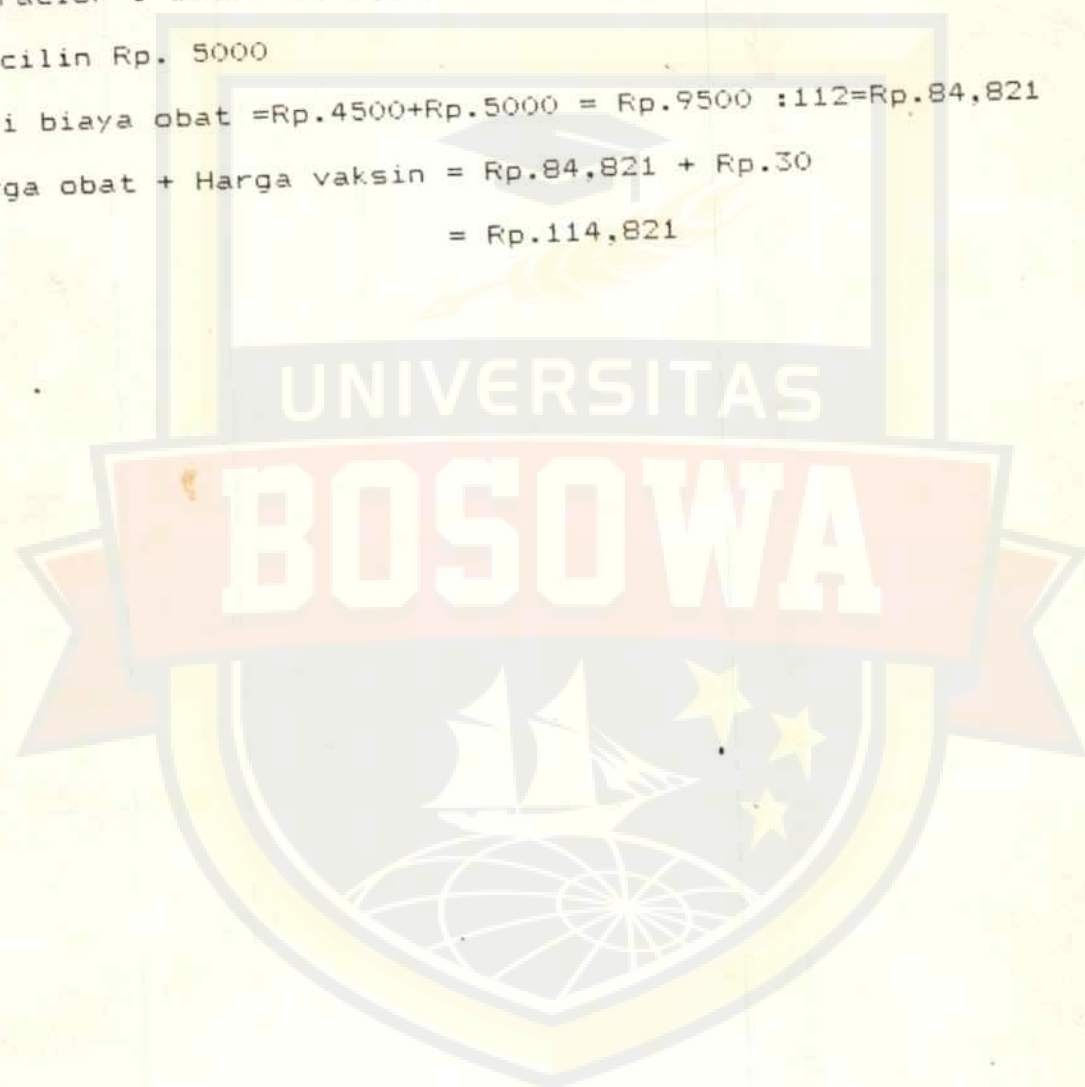 cilin Rp. 5000
i biaya obat =Rp.4500+Rp.5000 = Rp.9500 :112=Rp.84,821
ga obat + Harga vaksin = Rp.84,821 + Rp.30
= Rp.114,821
UNIVERSITAS
BOSOWA